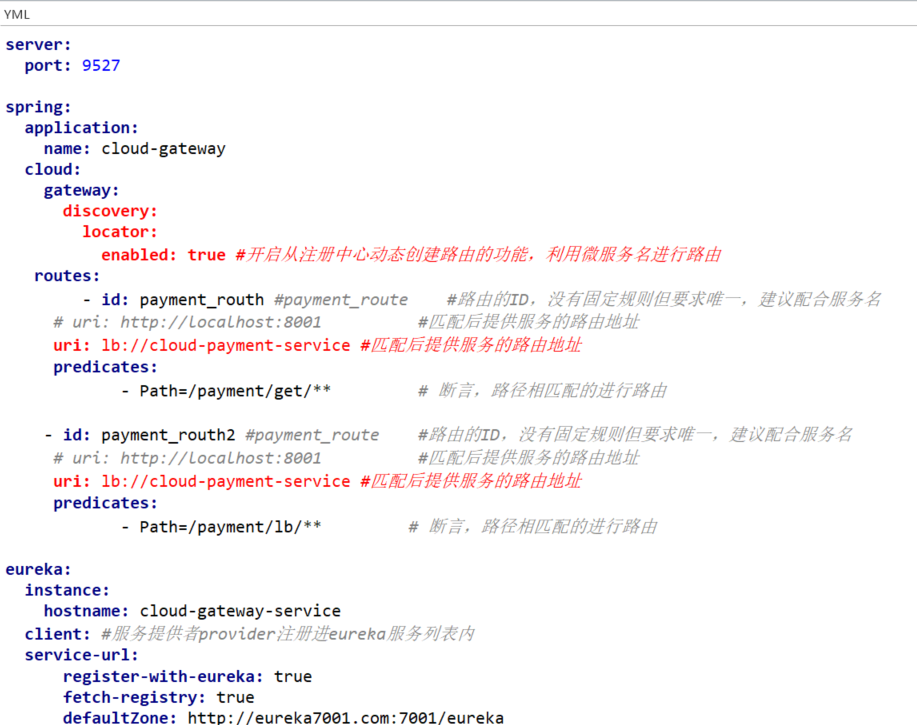 YML
server:
  port: 9527

spring:
  application:
    name: cloud-gateway
  cloud:
    gateway:
      discovery:
        locator:
          enabled: true #开启从注册中心动态创建路由的功能，利用微服务名进行路由
   routes:
        - id: payment_routh #payment_route    #路由的ID，没有固定规则但要求唯一，建议配合服务名
     # uri: http://localhost:8001          #匹配后提供服务的路由地址
     uri: lb://cloud-payment-service #匹配后提供服务的路由地址
     predicates:
            - Path=/payment/get/**         # 断言，路径相匹配的进行路由

    - id: payment_routh2 #payment_route    #路由的ID，没有固定规则但要求唯一，建议配合服务名
     # uri: http://localhost:8001          #匹配后提供服务的路由地址
     uri: lb://cloud-payment-service #匹配后提供服务的路由地址
     predicates:
            - Path=/payment/lb/**         # 断言，路径相匹配的进行路由

eureka:
  instance:
    hostname: cloud-gateway-service
  client: #服务提供者provider注册进eureka服务列表内
  service-url:
      register-with-eureka: true
      fetch-registry: true
      defaultZone: http://eureka7001.com:7001/eureka